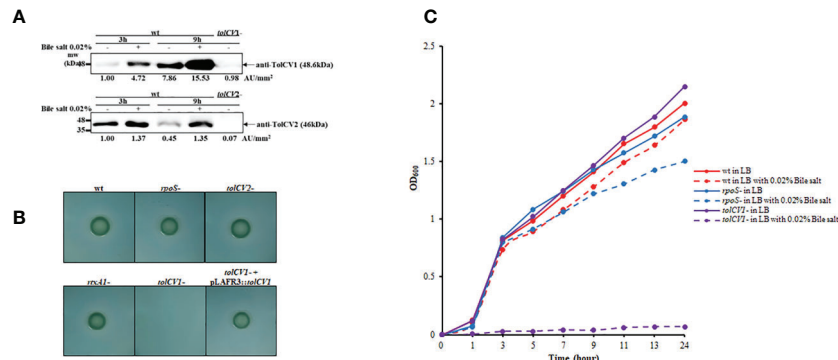 A
wt
tolCV1-
3h
9h
Bile salt 0.02%
-
+
-
+
-
mw
(kDa)
48
anti-TolCV1 (48.6kDa)
1.00
4.72
7.86
15.53
0.98
AU/mm²
wt
tolCV2-
3h
9h
Bile salt 0.02%
-
+
-
+
-
48
35
anti-TolCV2 (46kDa)
1.00
1.37
0.45
1.35
0.07
AU/mm²
B
wt
rpoS-
tolCV2-
rtxA1-
tolCV1-
tolCV1- +
pLAFR3::tolCV1
C
2.5
2
1.5
1
0.5
0
OD600
0
1
3
5
7
9
11
13
24
Time (hour)
wt in LB
wt in LB with 0.02% Bile salt
rpoS- in LB
rpoS- in LB with 0.02% Bile salt
tolCV1- in LB
tolCV1- in LB with 0.02% Bile salt